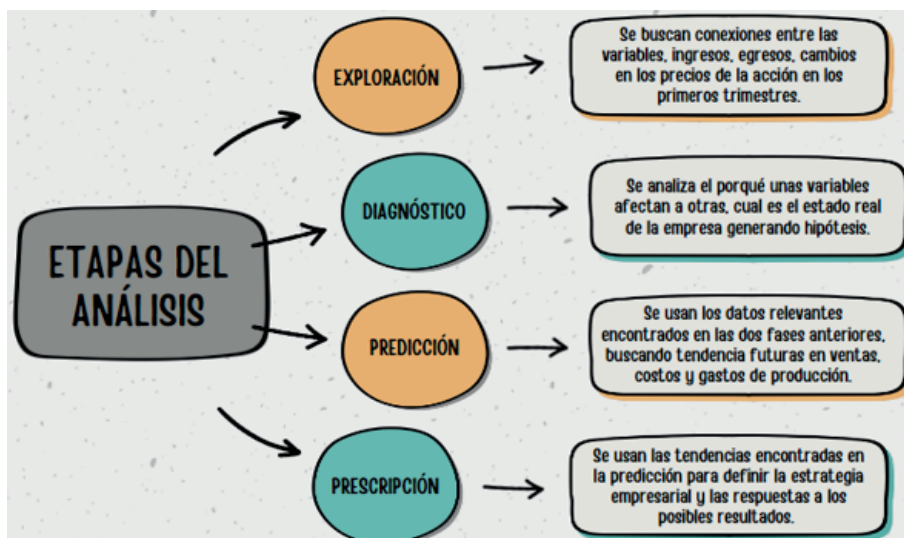 EXPLORACIÓN
Se buscan conexiones entre las
variables, ingresos, egresos, cambios
en los precios de la acción en los
primeros trimestres.
ETAPAS DEL
ANÁLISIS
DIAGNÓSTICO
Se analiza el porqué unas variables
afectan a otras, cual es el estado real
de la empresa generando hipótesis.
PREDICCIÓN
Se usan los datos relevantes
encontrados en las dos fases anteriores,
buscando tendencia futuras en ventas,
costos y gastos de producción.
PRESCRIPCIÓN
Se usan las tendencias encontradas en
la predicción para definir la estrategia
empresarial y las respuestas a los
posibles resultados.